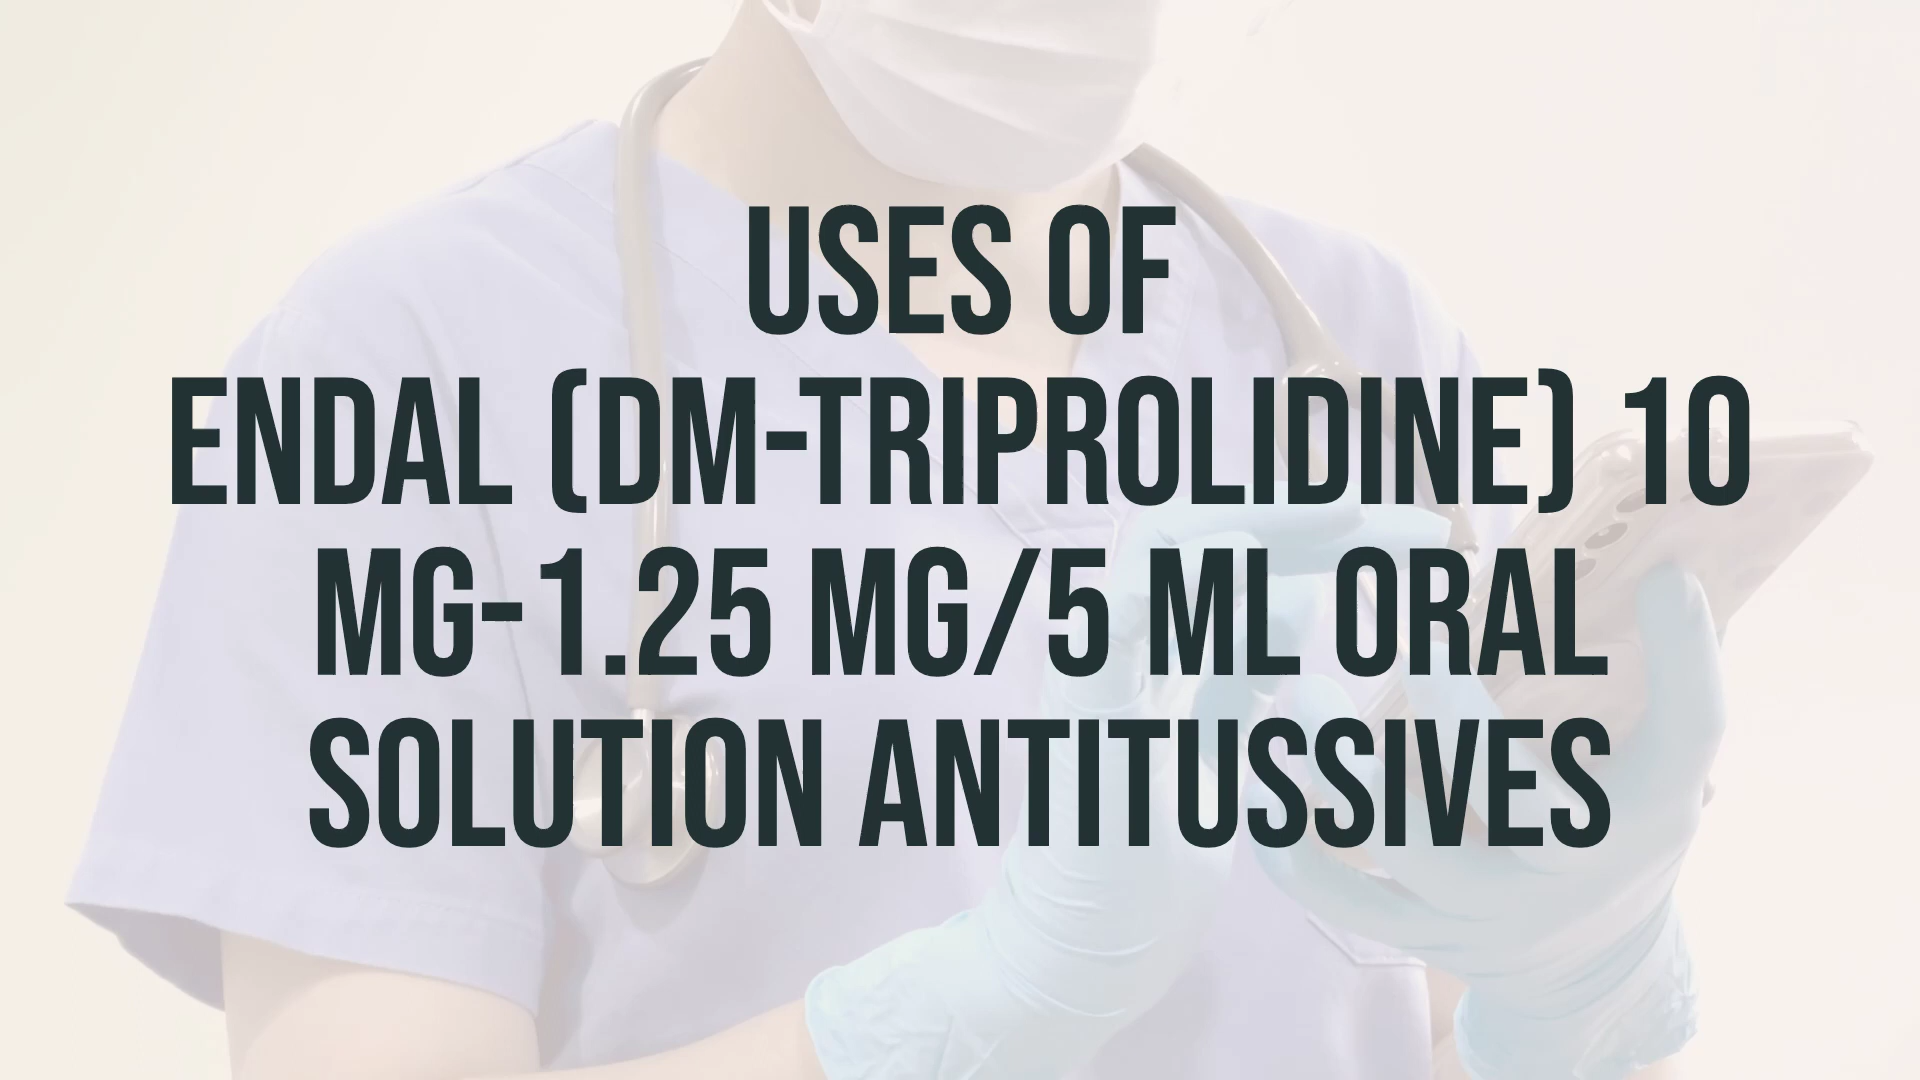 USES OF
ENDAL (DM-TRIPROLIDINE) 10
MG-1.25 MG/5 ML ORAL
SOLUTION ANTITUSSIVES